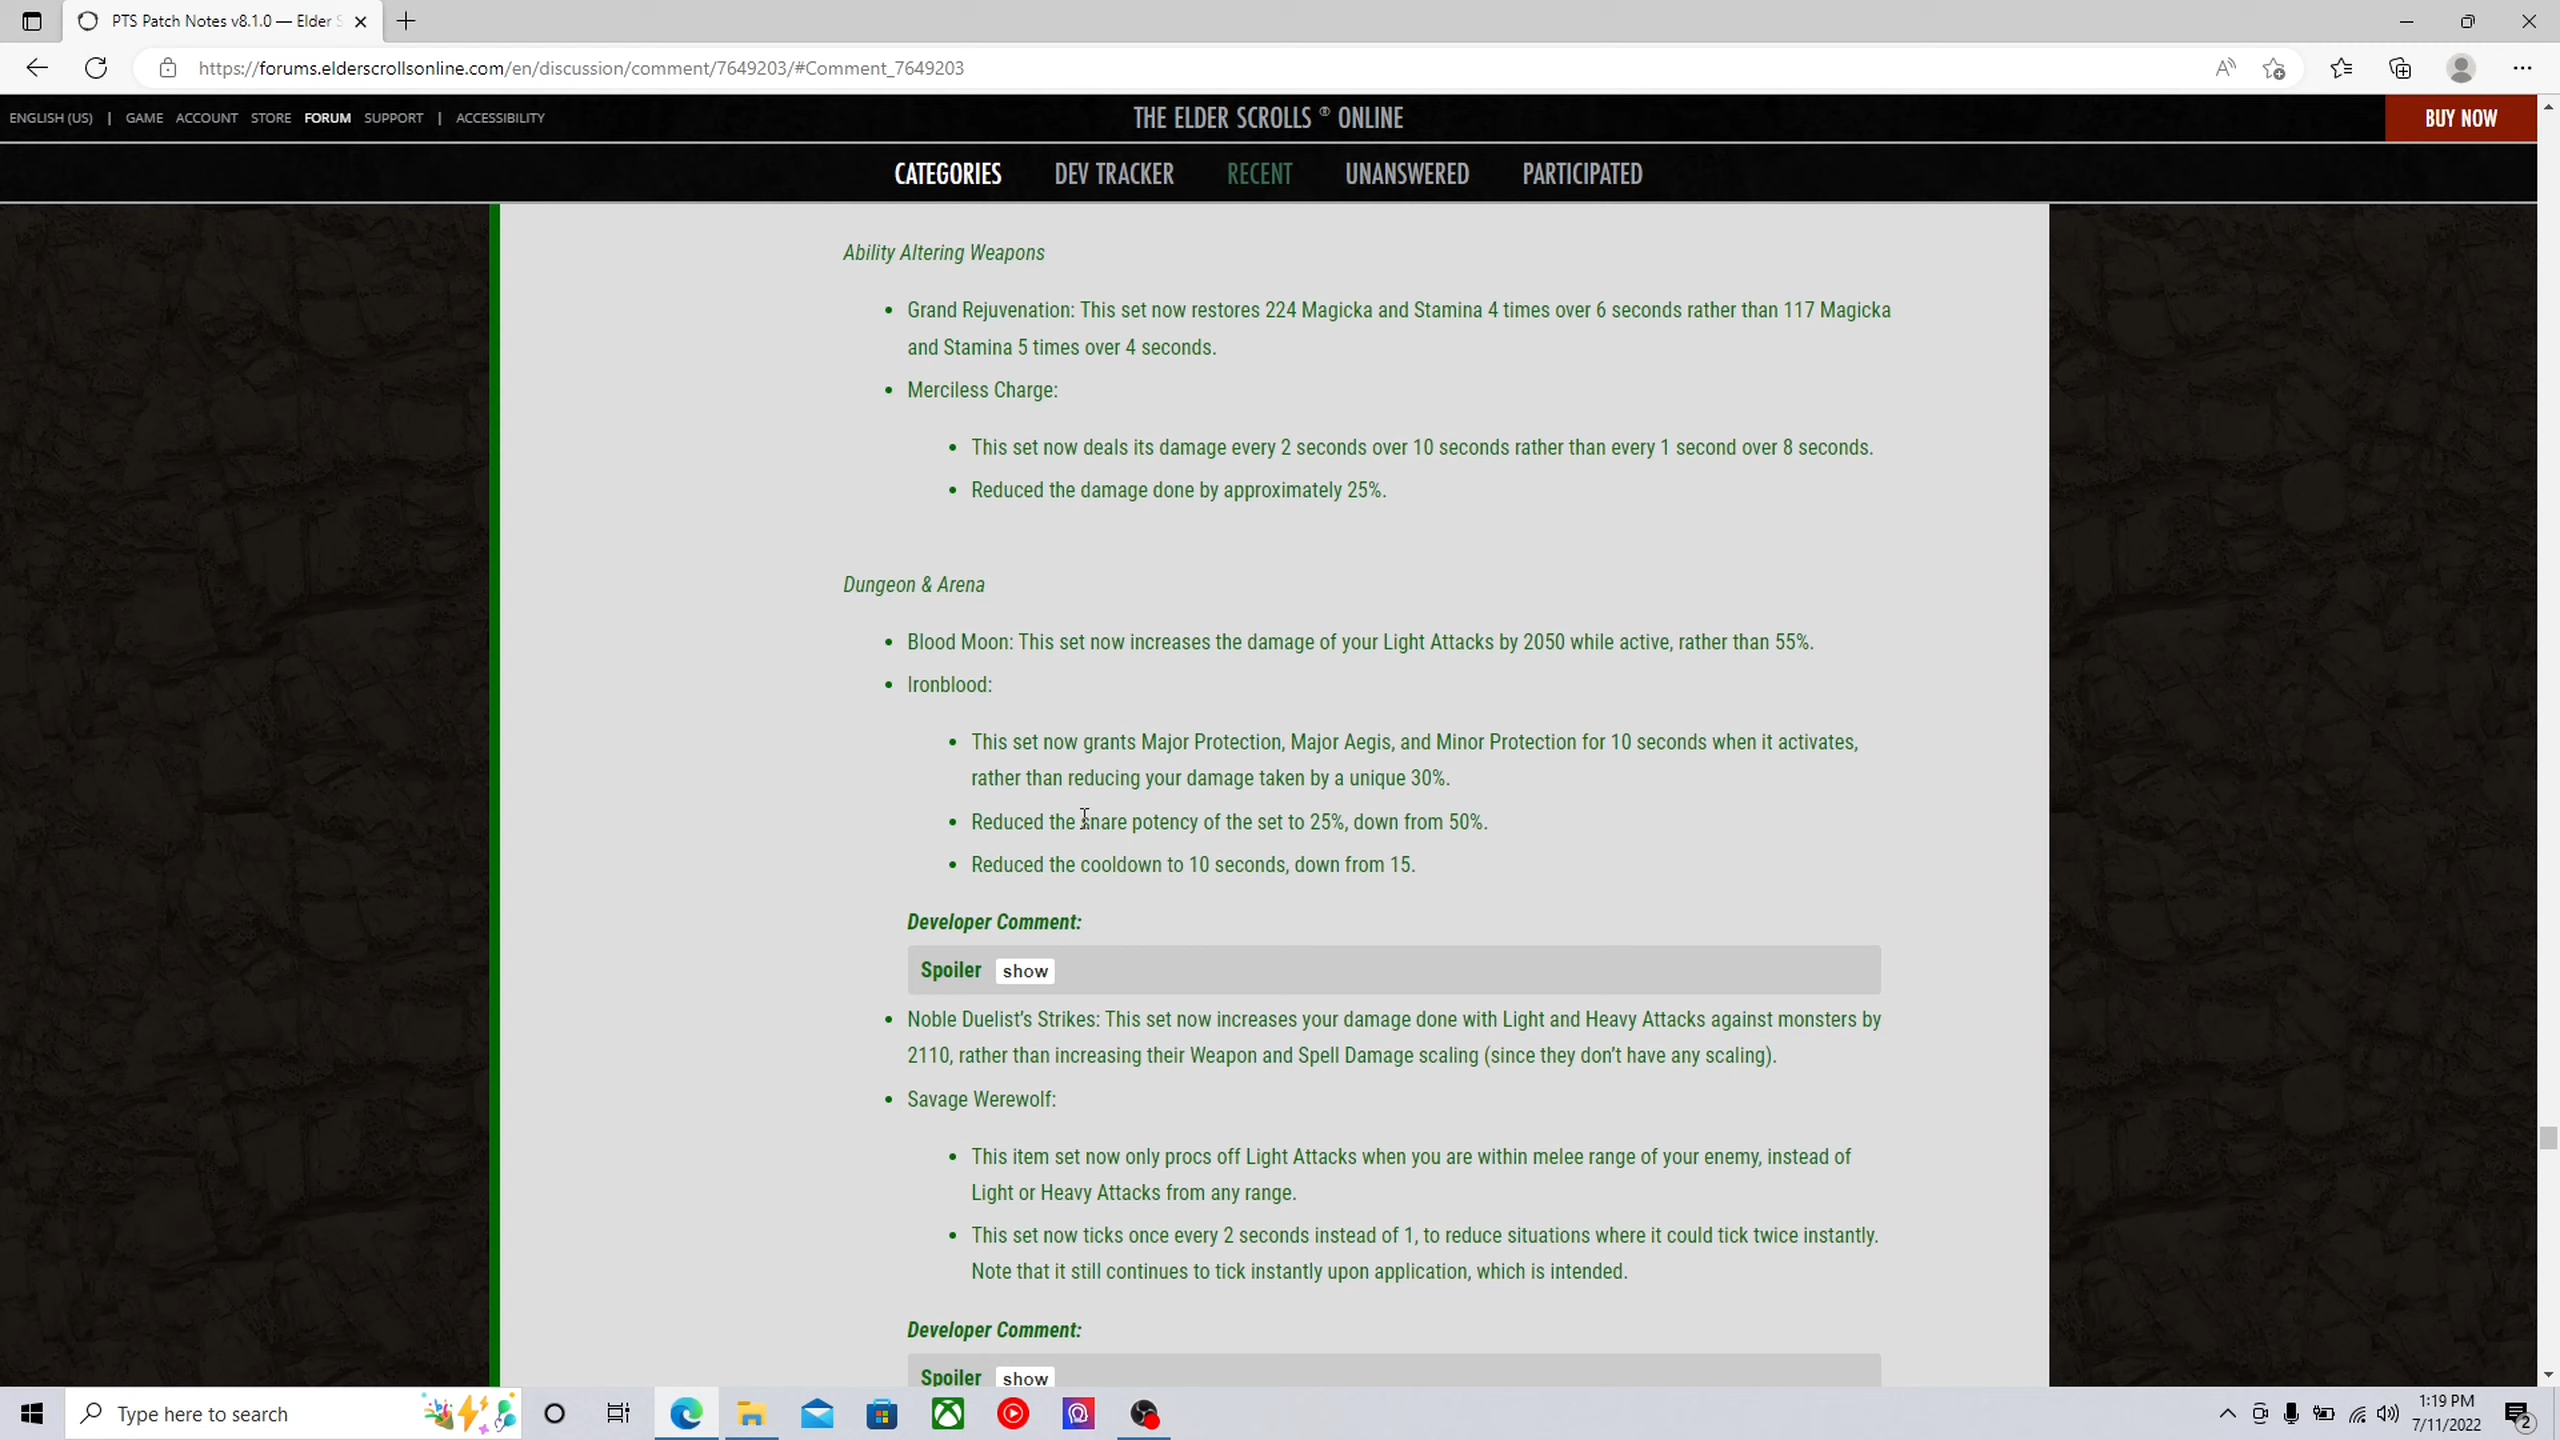 PTS Patch Notes v8.1.0 — Elder S
https://forums.elderscrollsonline.com/en/discussion/comment/7649203/#Comment_7649203
ENGLISH (US) | GAME ACCOUNT STORE FORUM SUPPORT | ACCESSIBILITY
THE ELDER SCROLLS ® ONLINE
BUY NOW
CATEGORIES DEV TRACKER RECENT UNANSWERED PARTICIPATED
Ability Altering Weapons
• Grand Rejuvenation: This set now restores 224 Magicka and Stamina 4 times over 6 seconds rather than 117 Magicka
and Stamina 5 times over 4 seconds.
• Merciless Charge:
• This set now deals its damage every 2 seconds over 10 seconds rather than every 1 second over 8 seconds.
• Reduced the damage done by approximately 25%.
Dungeon & Arena
• Blood Moon: This set now increases the damage of your Light Attacks by 2050 while active, rather than 55%.
• Ironblood:
• This set now grants Major Protection, Major Aegis, and Minor Protection for 10 seconds when it activates,
rather than reducing your damage taken by a unique 30%.
• Reduced the snare potency of the set to 25%, down from 50%.
• Reduced the cooldown to 10 seconds, down from 15.
Developer Comment:
Spoiler show
• Noble Duelist's Strikes: This set now increases your damage done with Light and Heavy Attacks against monsters by
2110, rather than increasing their Weapon and Spell Damage scaling (since they don't have any scaling).
• Savage Werewolf:
• This item set now only procs off Light Attacks when you are within melee range of your enemy, instead of
Light or Heavy Attacks from any range.
• This set now ticks once every 2 seconds instead of 1, to reduce situations where it could tick twice instantly.
Note that it still continues to tick instantly upon application, which is intended.
Developer Comment:
Spoiler show
Type here to search
1:19 PM
7/11/2022
2